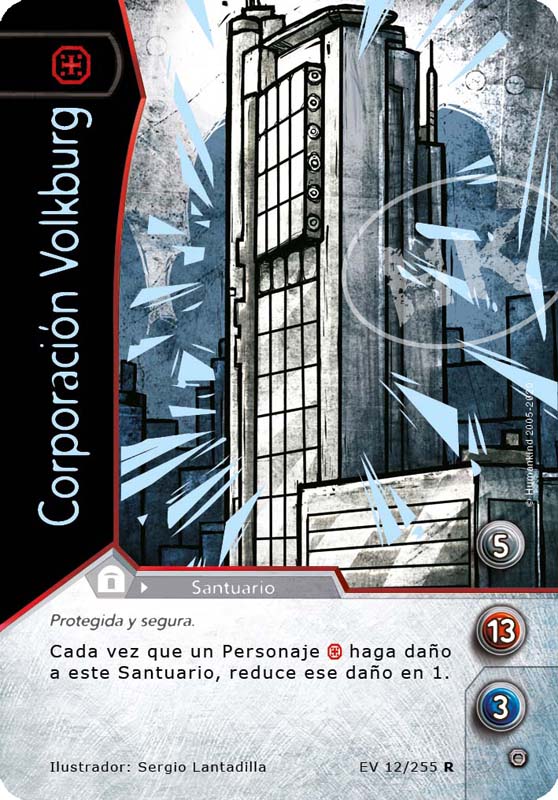 Corporación Volkburg
HK
© HumanKind 2005-2020
5
Santuario
Protegida y segura.
13
Cada vez que un Personaje haga daño
a este Santuario, reduce ese daño en 1.
3
Ilustrador: Sergio Lantadilla
EV 12/255 R